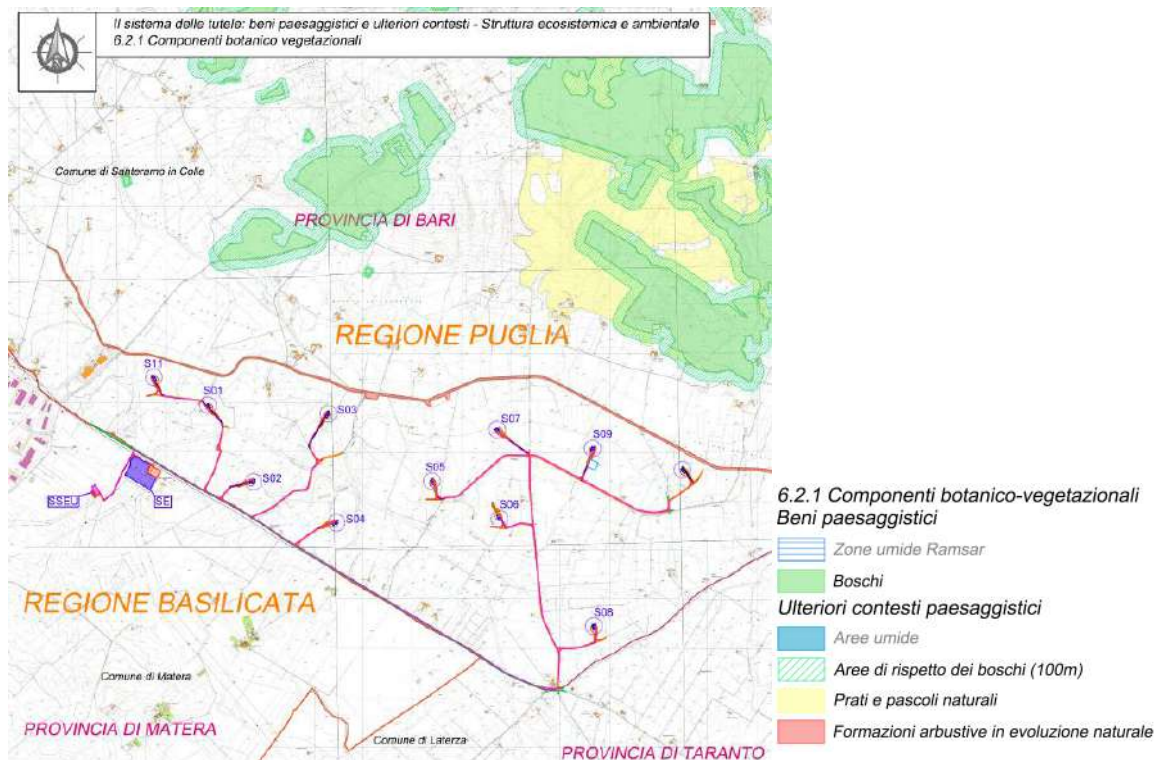 Il sistema delle tutele: beni paesaggistici e ulteriori contesti - Struttura ecosistemica e ambientale
6.2.1 Componenti botanico vegetazionali
Comune di Santeramo in Colle
PROVINCIA DI BARI
REGIONE PUGLIA
S11
S01
S03
S07
S09
S02
S05
SSEU
SE
S06
S04
REGIONE BASILICATA
S08
Comune di Matera
PROVINCIA DI MATERA
Comune di Laterza
PROVINCIA DI TARANTO
6.2.1 Componenti botanico-vegetazionali
Beni paesaggistici
Zone umide Ramsar
Boschi
Ulteriori contesti paesaggistici
Aree umide
Aree di rispetto dei boschi (100m)
Prati e pascoli naturali
Formazioni arbustive in evoluzione naturale